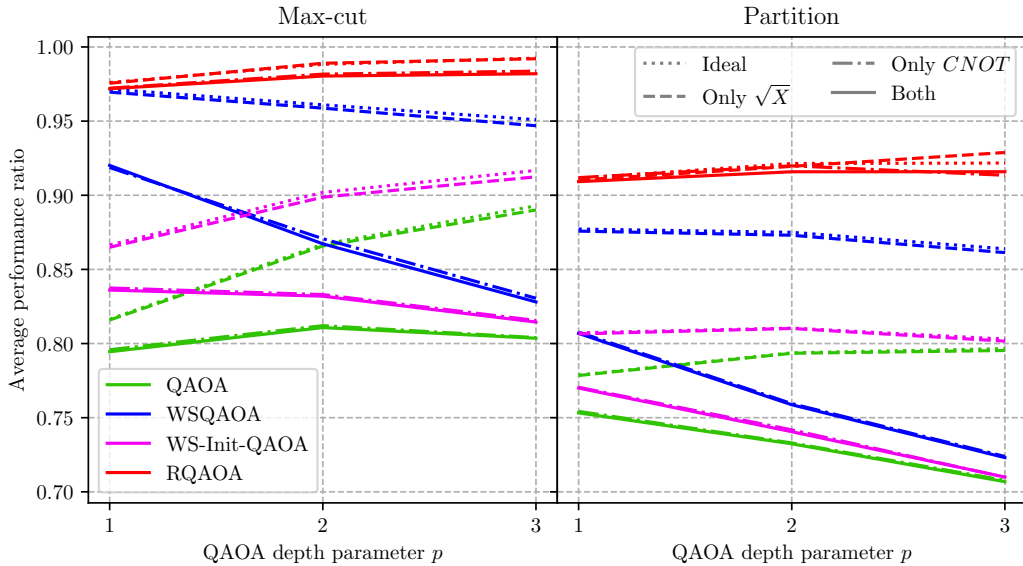 Max-cut
Partition
Average performance ratio
1.00
0.95
0.90
0.85
0.80
0.75
0.70
QAOA
WSQAOA
WS-Init-QAOA
RQAOA
Ideal
Only √X
Only CNOT
Both
1
2
3
1
2
3
QAOA depth parameter p
QAOA depth parameter p